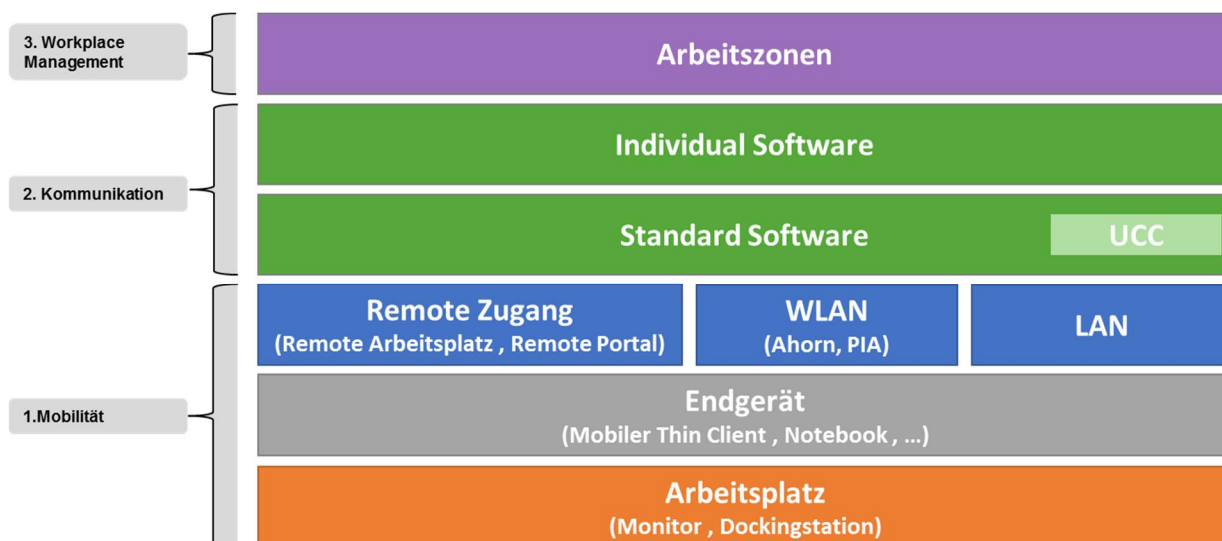 3. Workplace
Management
Arbeitszonen
Individual Software
2. Kommunikation
Standard Software
UCC
Remote Zugang
(Remote Arbeitsplatz , Remote Portal)
WLAN
(Ahorn, PIA)
LAN
1.Mobilität
Endgerät
(Mobiler Thin Client , Notebook , ...)
Arbeitsplatz
(Monitor , Dockingstation)